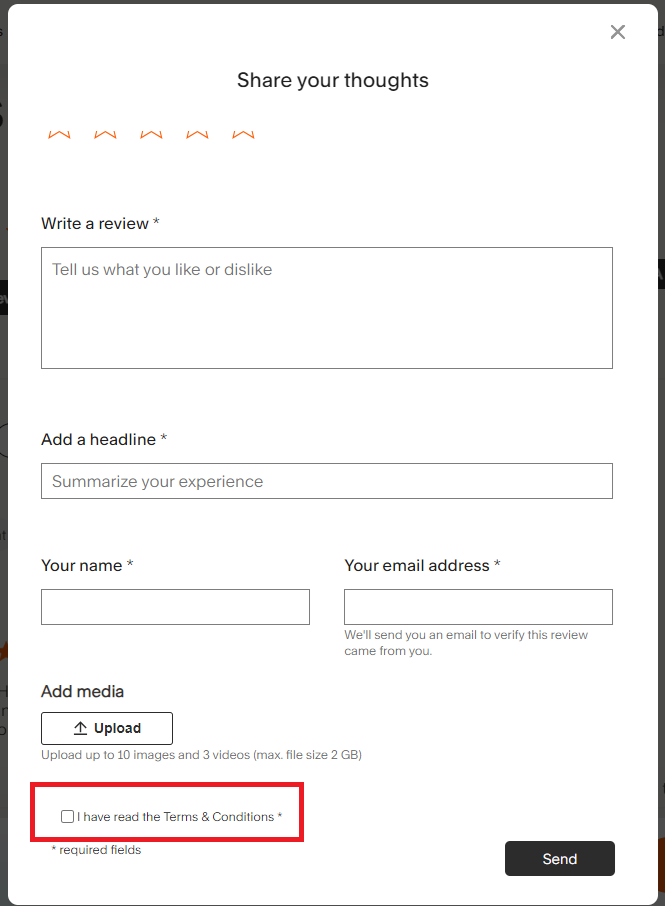 Share your thoughts
Write a review *
Tell us what you like or dislike
Add a headline *
Summarize your experience
Your name *
Your email address *
We'll send you an email to verify this review
came from you.
Add media
Upload
Upload up to 10 images and 3 videos (max. file size 2 GB)
I have read the Terms & Conditions *
* required fields
Send